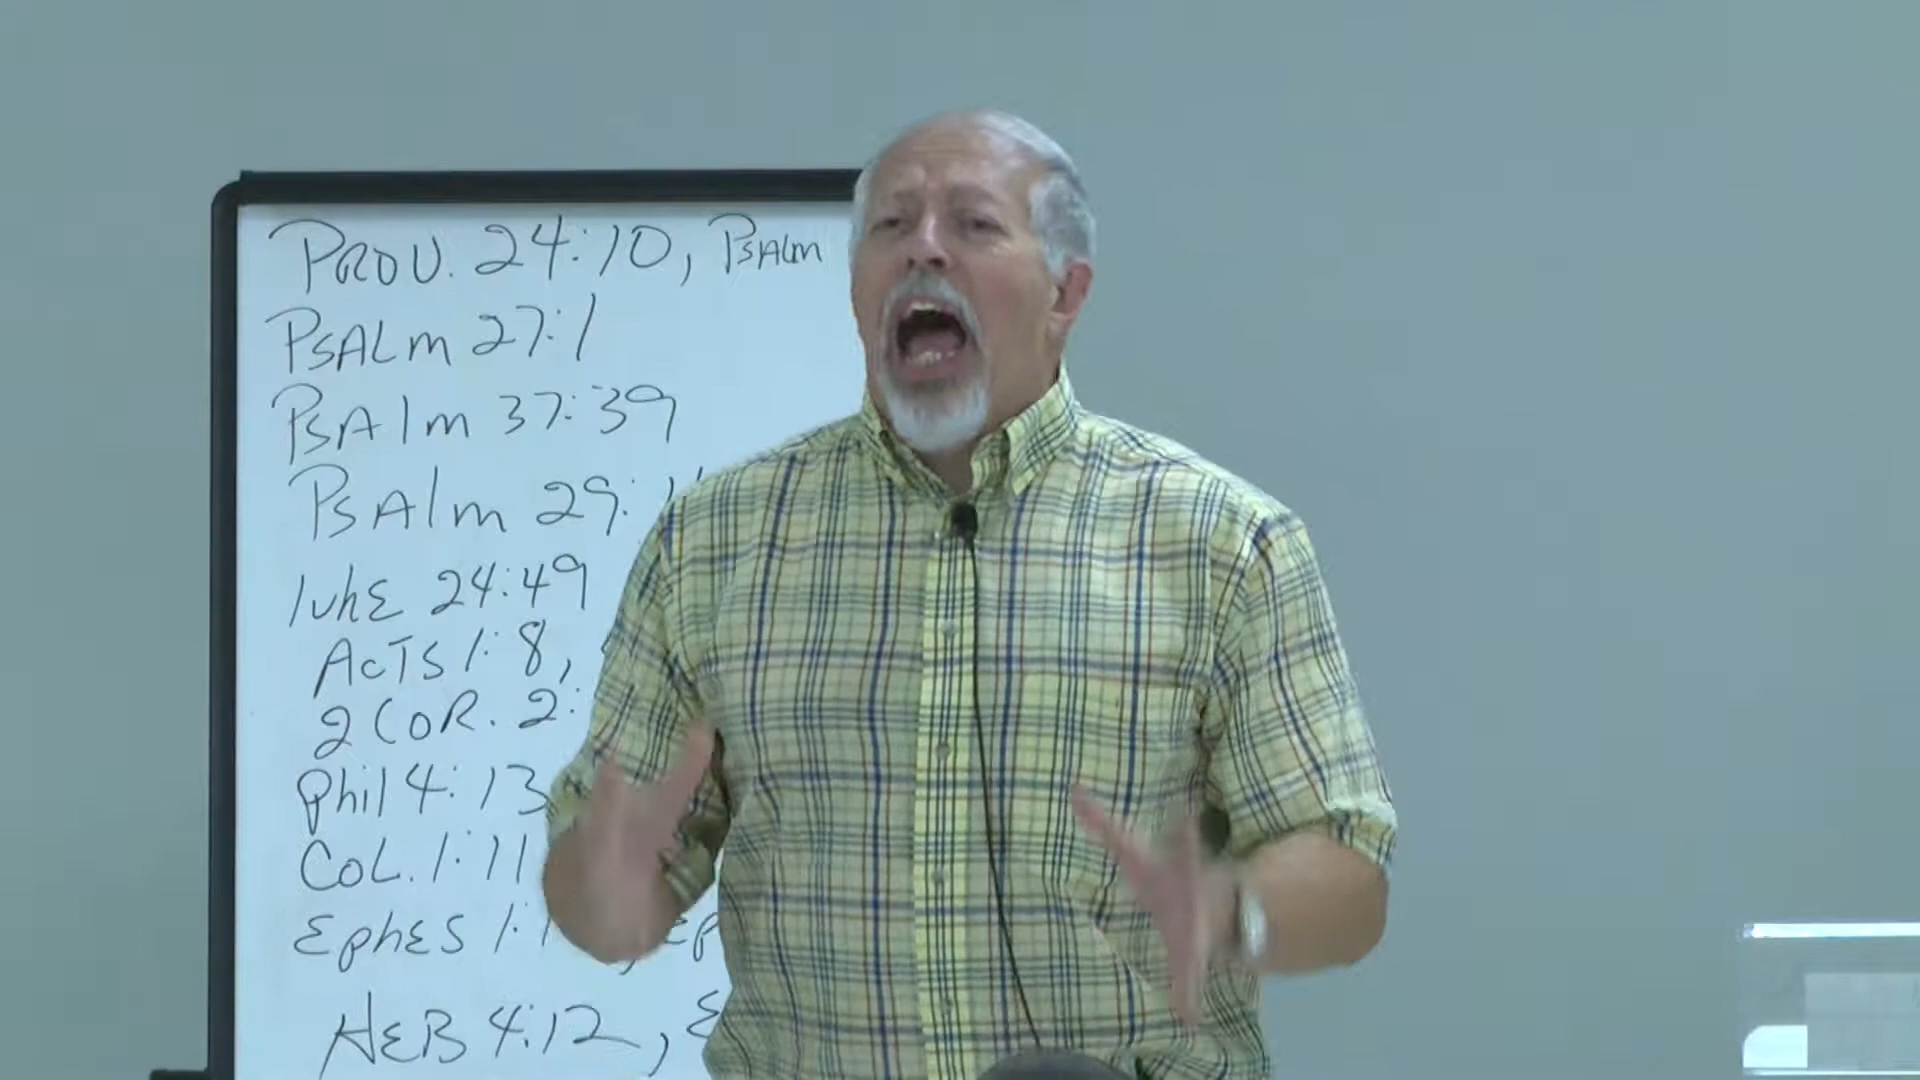 PROV. 24:10, PSALM
PSALM 27:1
PSAlm 37:39
PSAlm 29:
luke 24:49
ACTS 1:8,
2 COR. 2:
Phil 4:13
COL. 1:11
EphES 1:1
HEB 4:12,